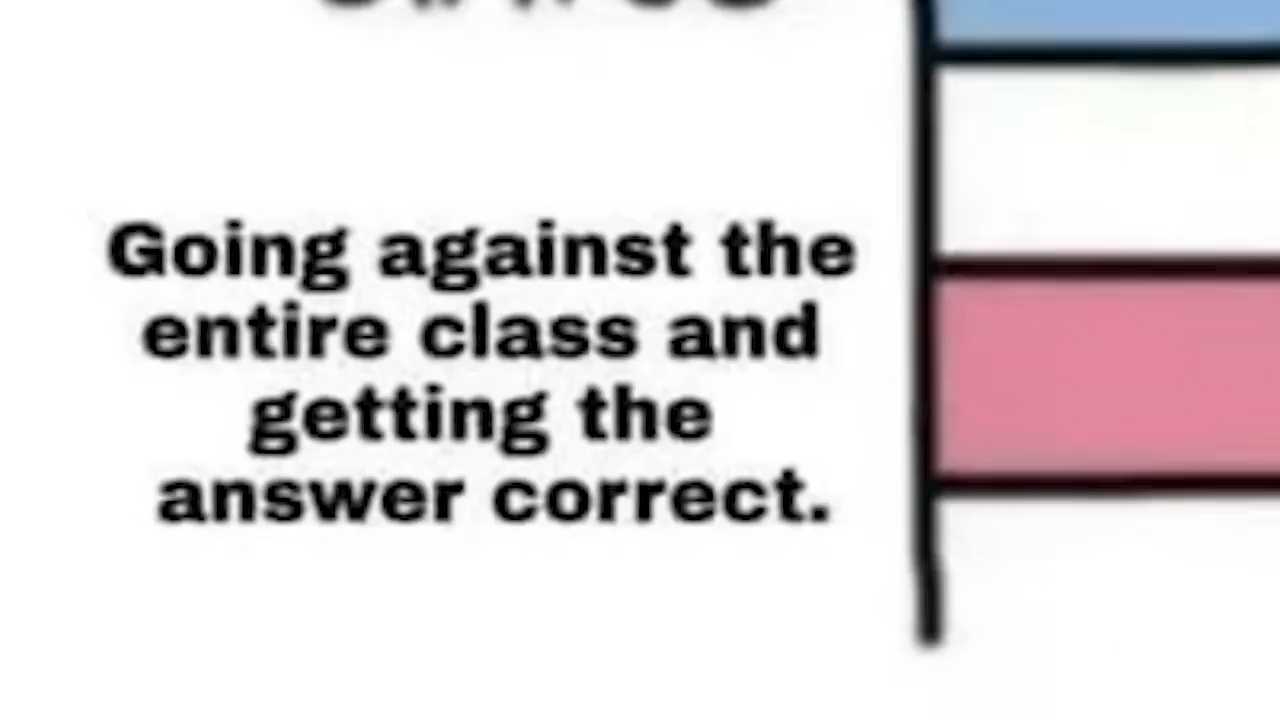 Going against the
entire class and
getting the
answer correct.